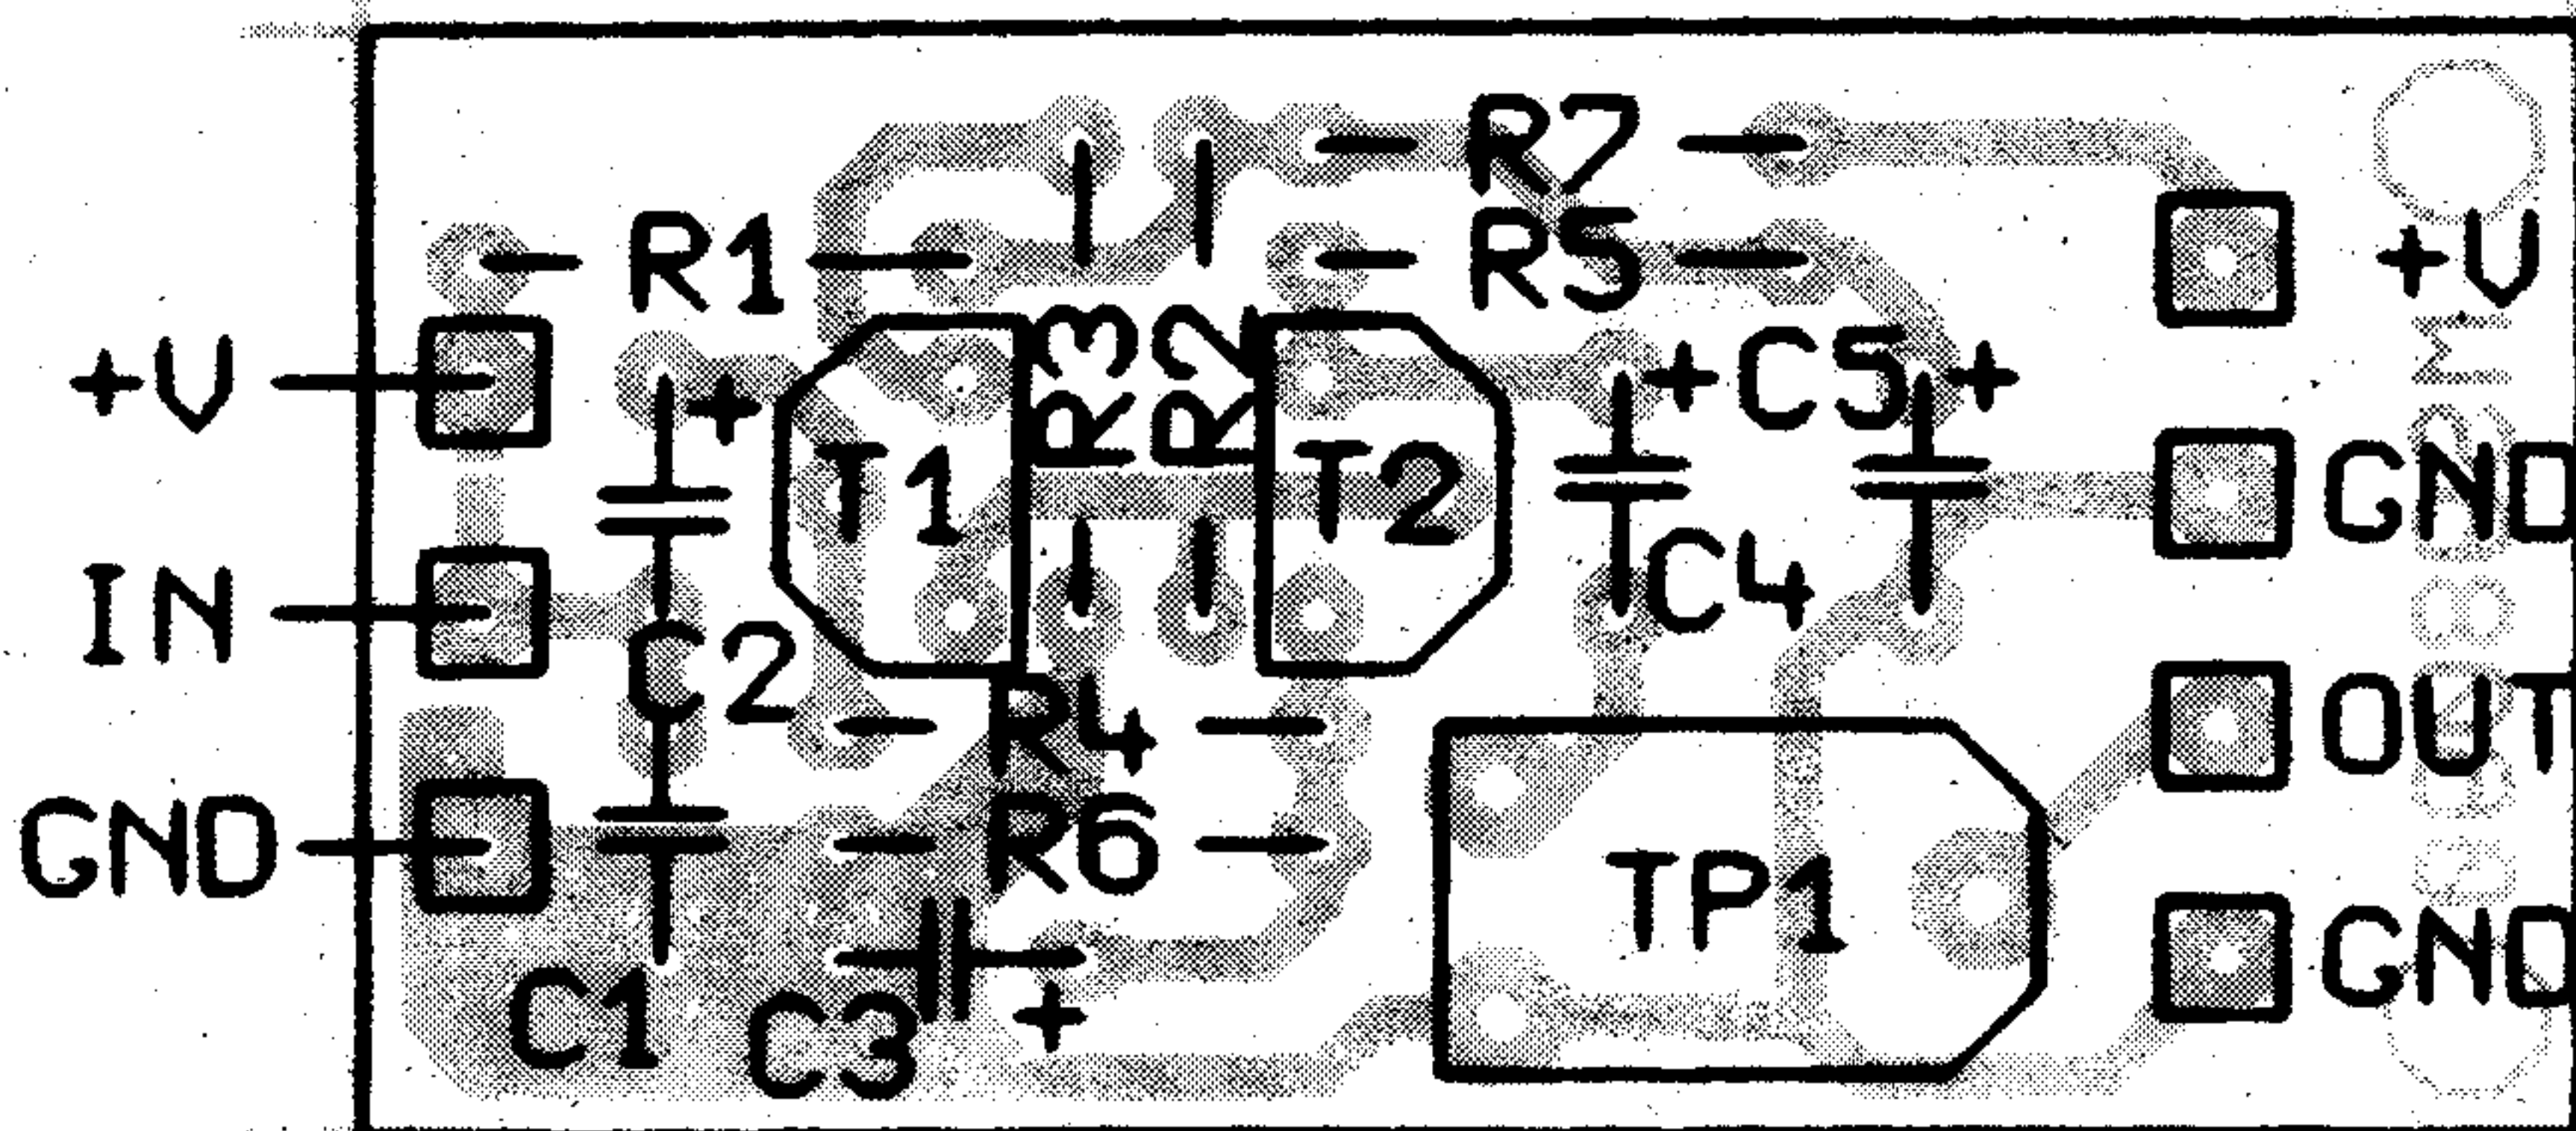 R7
R1
R5
+V
+V
R3
R2
+
+
C5
+
T1
T2
GND
IN
C4
C2
R4
OUT
GND
R6
TP1
GND
C1
C3
+